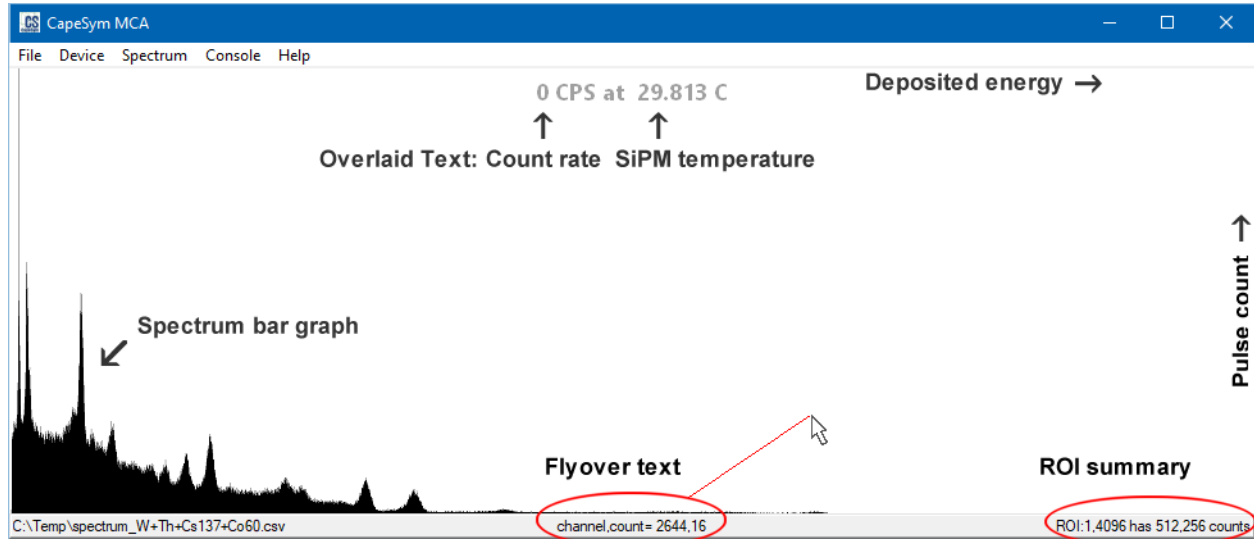 CS CapeSym MCA
File Device Spectrum Console Help
Deposited energy →
0 CPS at 29.813 C
↑ ↑
Overlaid Text: Count rate SiPM temperature
Pulse count →
Spectrum bar graph
Flyover text
ROI summary
C:\Temp\spectrum_W+Th+Cs137+Co60.csv
channel,count= 2644,16
ROI:1,4096 has 512,256 counts